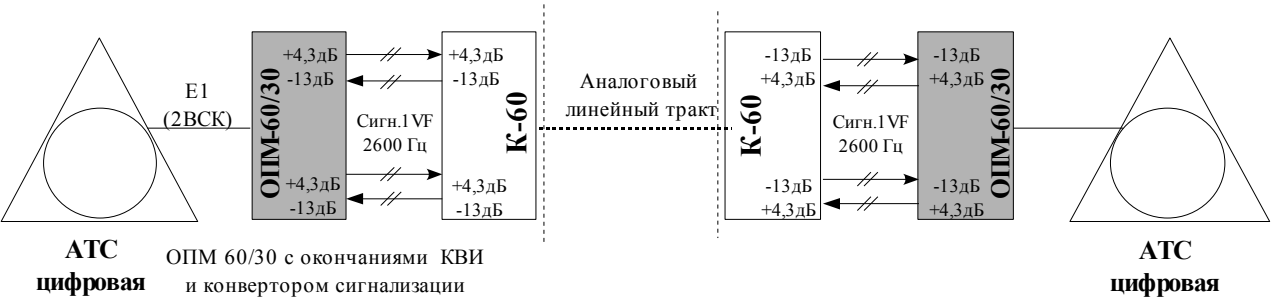 Е1
(2ВСК)
АТС
цифровая
ОПМ-60/30
+4,3дБ
-13дБ
+4,3дБ
-13дБ
Сигн.1VF
2600 Гц
+4,3дБ
-13дБ
+4,3дБ
-13дБ
К-60
ОПМ 60/30 с окончаниями КВИ
и конвертором сигнализации
Аналоговый
линейный тракт
К-60
-13дБ
+4,3дБ
-13дБ
+4,3дБ
Сигн.1VF
2600 Гц
-13дБ
+4,3дБ
-13дБ
+4,3дБ
ОПМ-60/30
АТС
цифровая